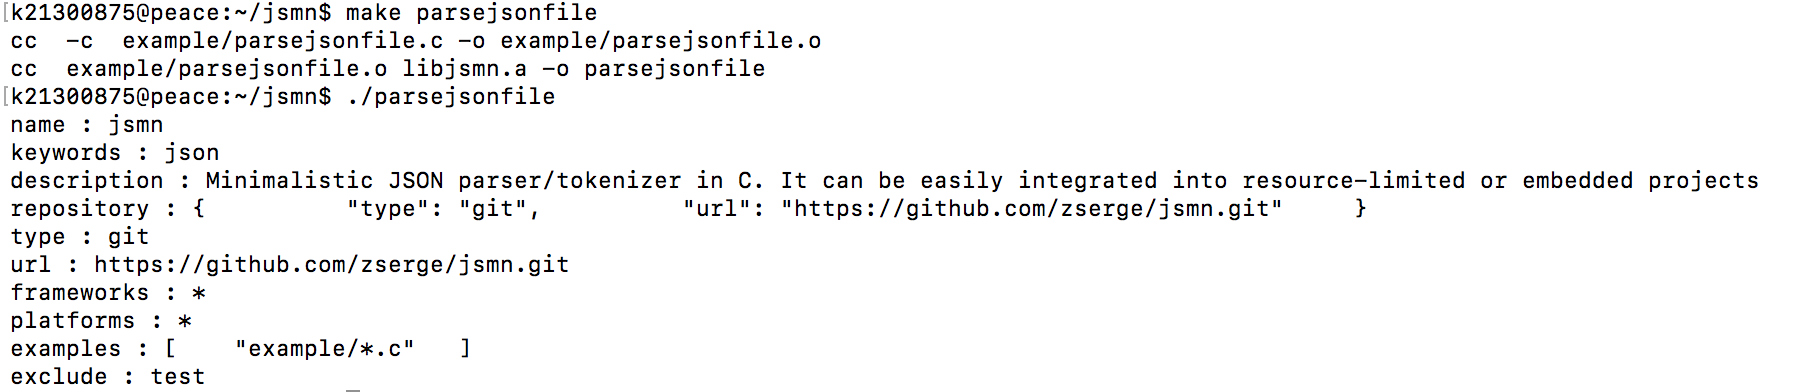 [k21300875@peace:~/jsmn$ make parsejsonfile
cc  -c  example/parsejsonfile.c -o example/parsejsonfile.o
cc  example/parsejsonfile.o libjsmn.a -o parsejsonfile
[k21300875@peace:~/jsmn$ ./parsejsonfile
name : jsmn
keywords : json
description : Minimalistic JSON parser/tokenizer in C. It can be easily integrated into resource-limited or embedded projects
repository : {          "type": "git",          "url": "https://github.com/zserge/jsmn.git"     }
type : git
url : https://github.com/zserge/jsmn.git
frameworks : *
platforms : *
examples : [    "example/*.c"   ]
exclude : test